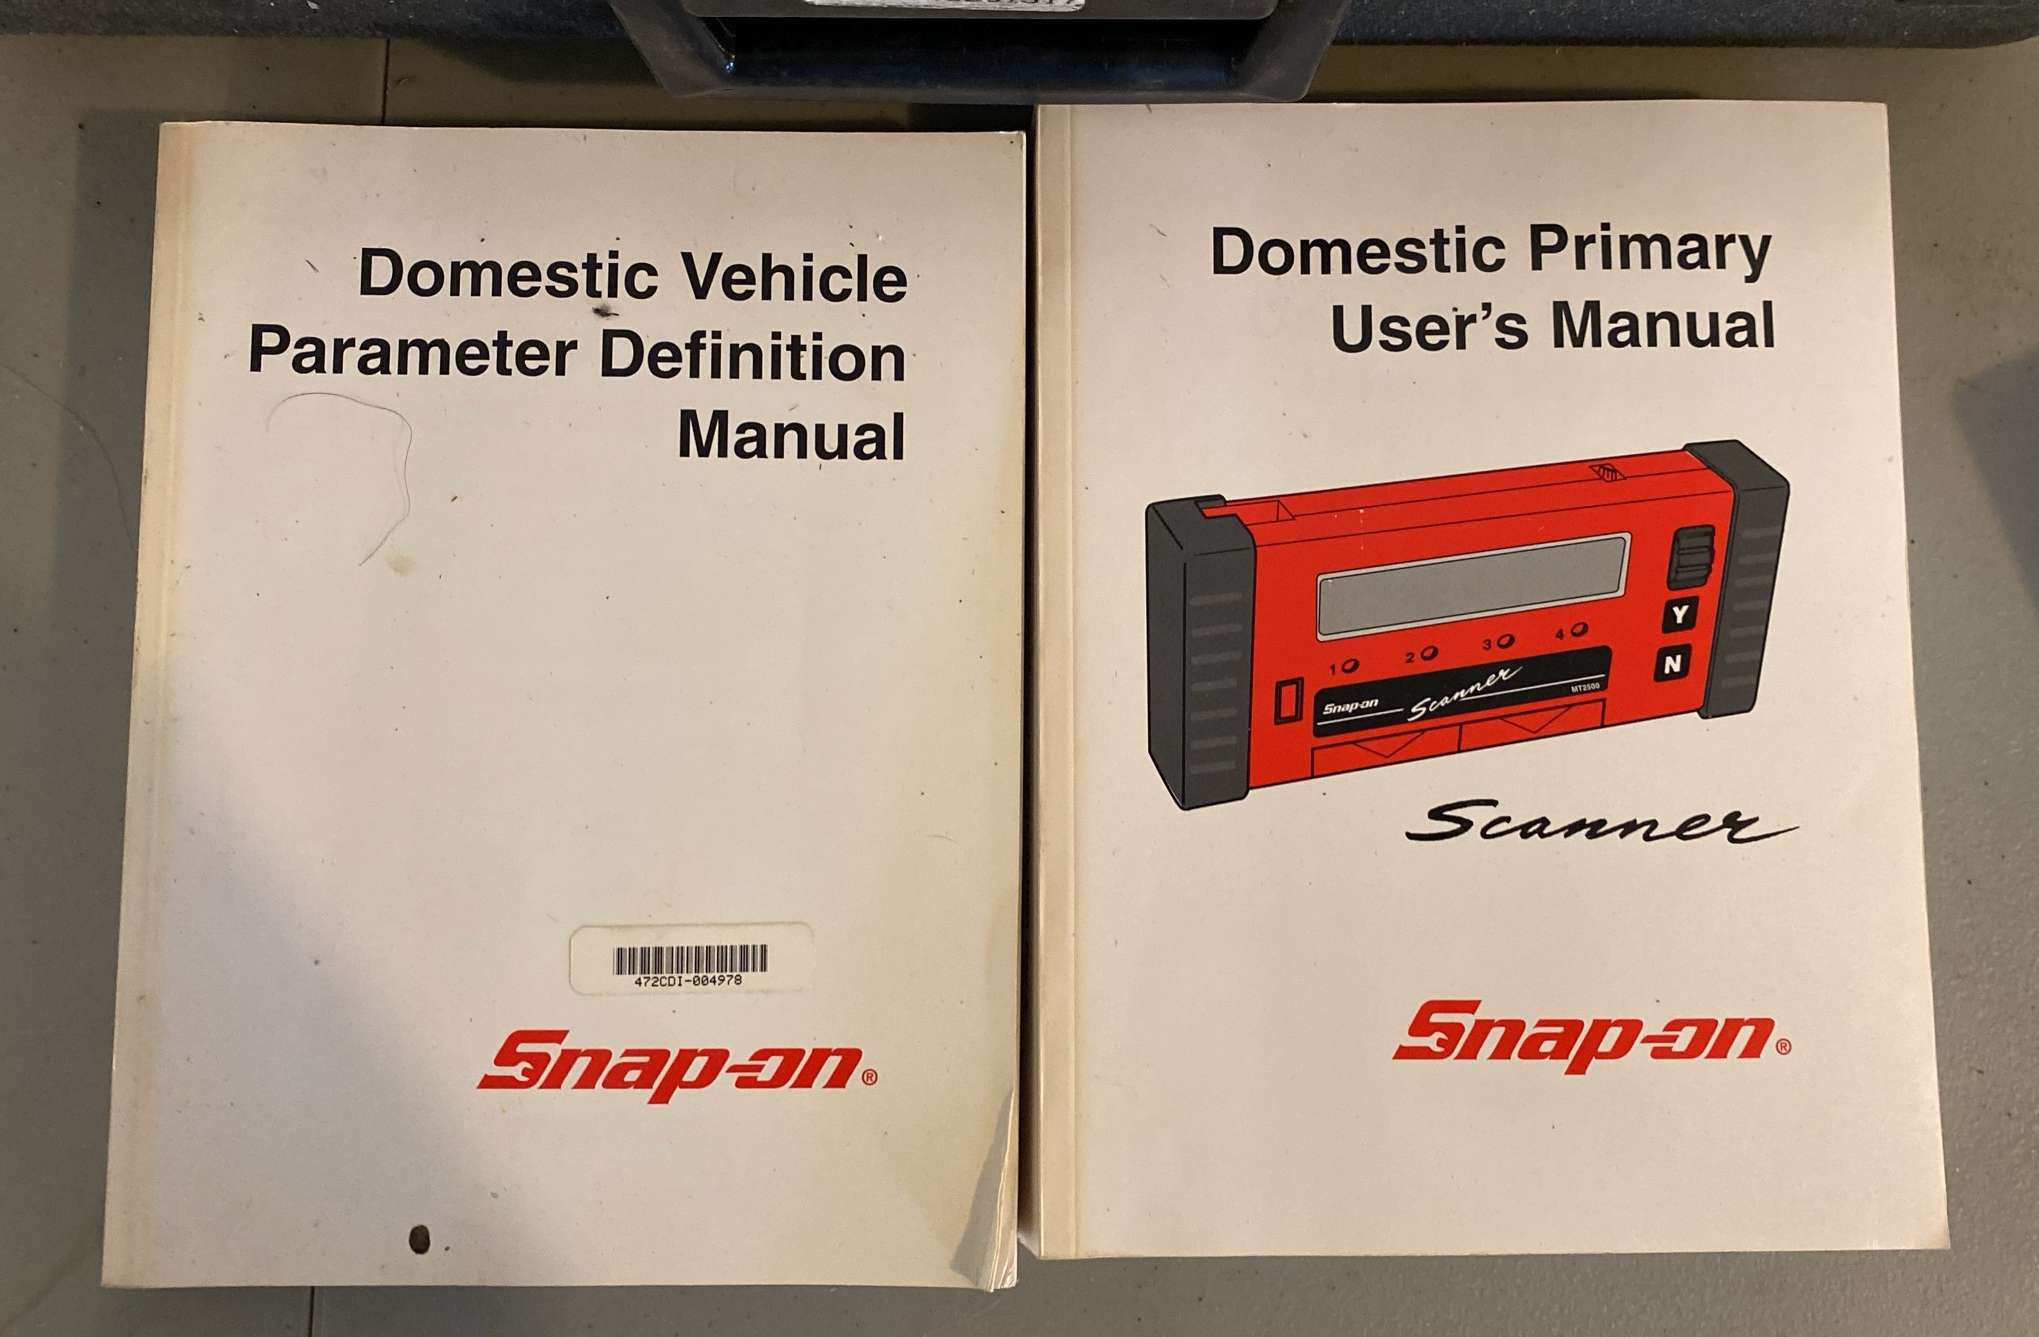 Domestic Vehicle
Parameter Definition
Manual
472CDI-004978
Snap-on®
Domestic Primary
User's Manual
Y
N
1 2 3 4
Snap-on Scanner MT2500
Scanner
Snap-on®